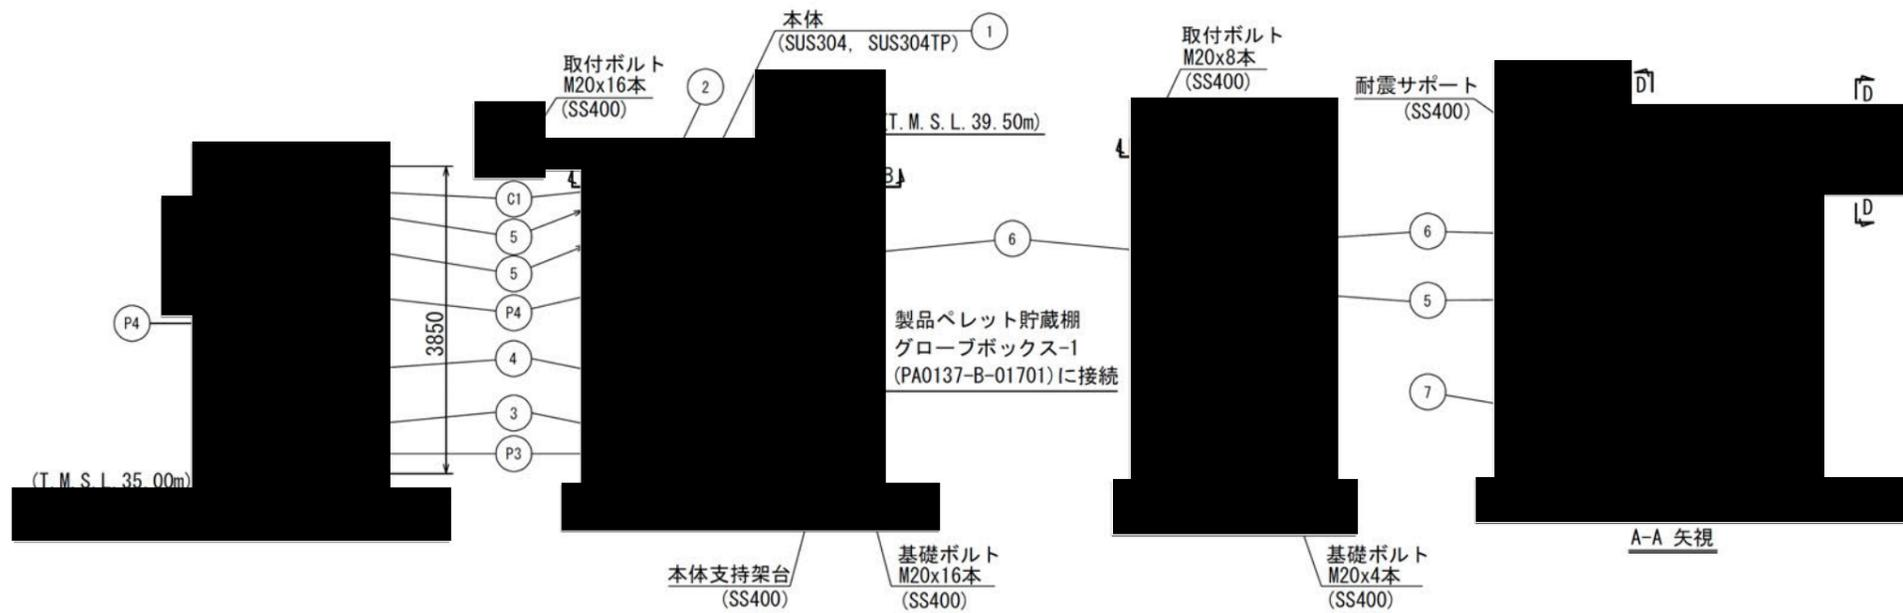 本体
(SUS304, SUS304TP)
1
取付ボルト
M20x16本
(SS400)
2
取付ボルト
M20x8本
(SS400)
耐震サポート
(SS400)
D
D
(T.M.S.L.39.50m)
B
C1
5
5
P4
4
3
P3
3850
P4
(T.M.S.L.35.00m)
6
製品ペレット貯蔵棚
グローブボックス-1
(PA0137-B-01701)に接続
6
5
7
D
本体支持架台
(SS400)
基礎ボルト
M20x16本
(SS400)
基礎ボルト
M20x4本
(SS400)
A-A 矢視